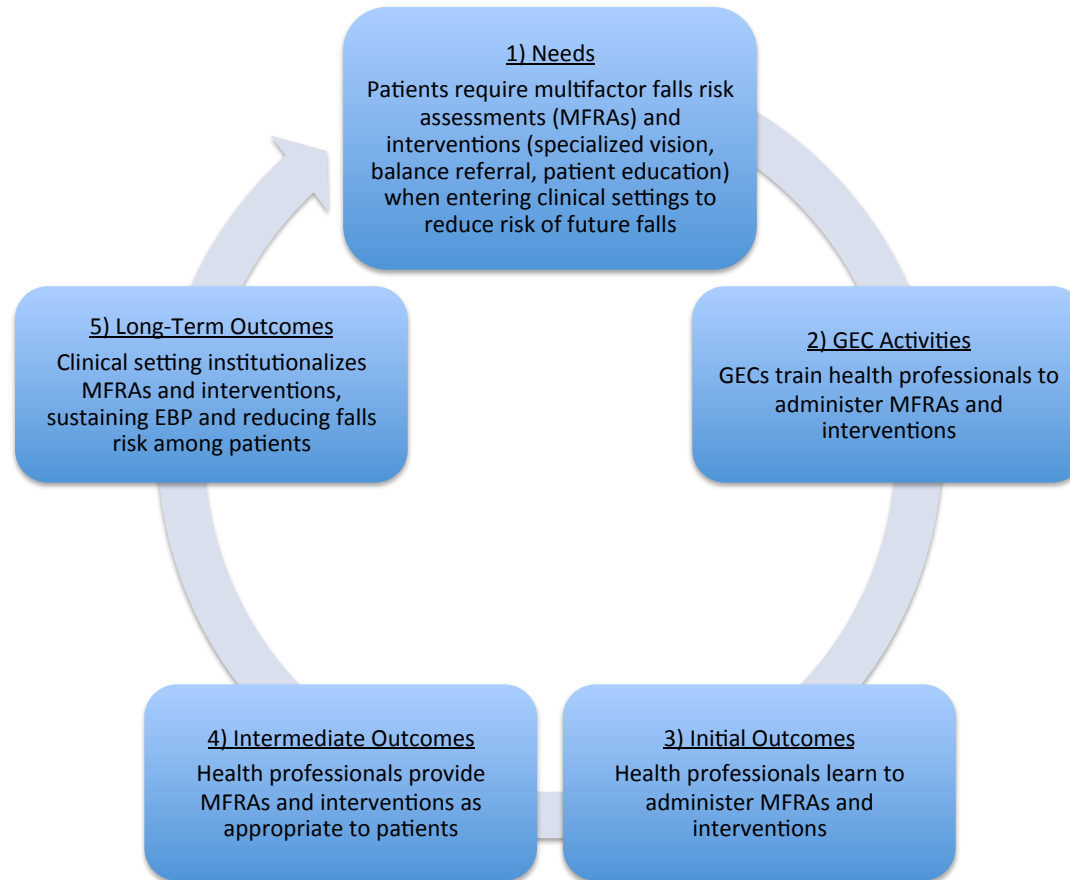 1) Needs
Patients require multifactor falls risk
assessments (MFRAs) and
interventions (specialized vision,
balance referral, patient education)
when entering clinical settings to
reduce risk of future falls
2) GEC Activities
GECs train health professionals to
administer MFRAs and
interventions
3) Initial Outcomes
Health professionals learn to
administer MFRAs and
interventions
4) Intermediate Outcomes
Health professionals provide
MFRAs and interventions as
appropriate to patients
5) Long-Term Outcomes
Clinical setting institutionalizes
MFRAs and interventions,
sustaining EBP and reducing falls
risk among patients